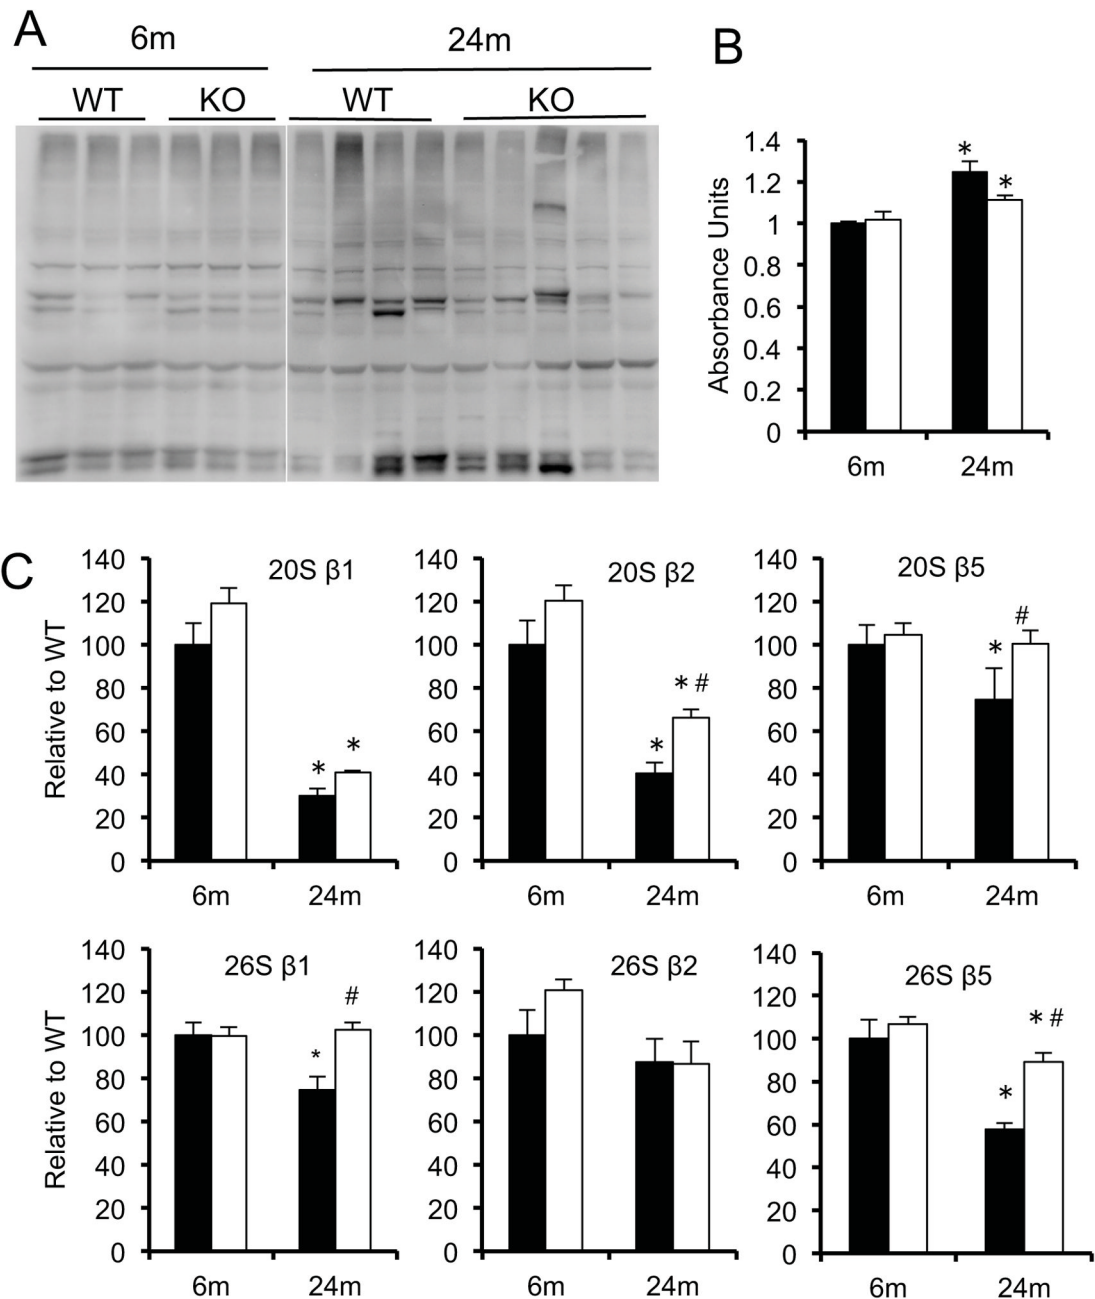 A
6m 24m
WT KO WT KO
B
Absorbance Units
1.4
1.2
1
0.8
0.6
0.4
0.2
0
* *
6m 24m
C
Relative to WT
140
120
100
80
60
40
20
0
20S β1
* *
6m 24m
140
120
100
80
60
40
20
0
20S β2
* * #
6m 24m
140
120
100
80
60
40
20
0
20S β5
* #
6m 24m
Relative to WT
140
120
100
80
60
40
20
0
26S β1
* #
6m 24m
140
120
100
80
60
40
20
0
26S β2
6m 24m
140
120
100
80
60
40
20
0
26S β5
* * #
6m 24m